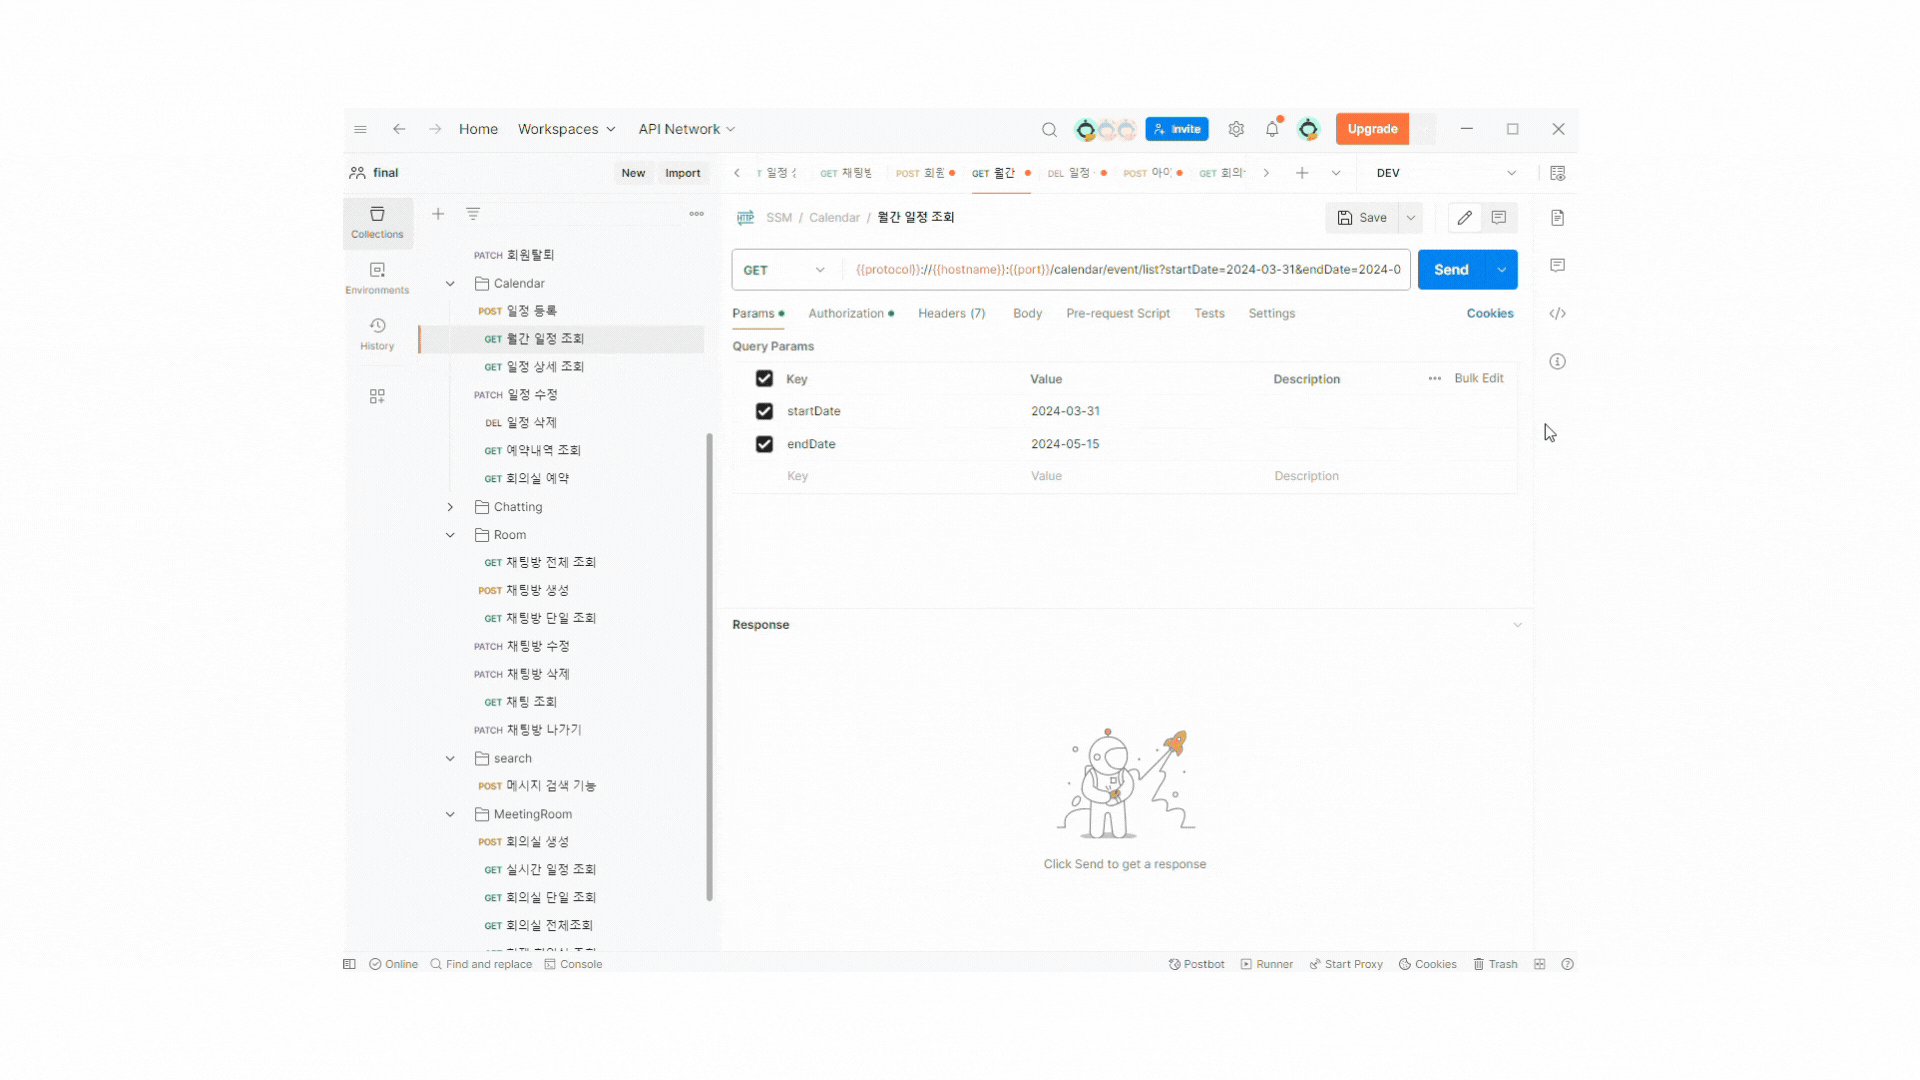 Home Workspaces API Network Invite Upgrade
final New Import
GET 채팅방 POST 회원 GET 월간 DEL 일정 POST GET 회의 DEV
Collections
Environments
History
PATCH 회원탈퇴
Calendar
POST 일정 등록
GET 월간 일정 조회
GET 일정 상세 조회
PATCH 일정 수정
DEL 일정 삭제
GET 예약내역 조회
GET 회의실 예약
Chatting
Room
GET 채팅방 전체 조회
POST 채팅방 생성
GET 채팅방 단일 조회
PATCH 채팅방 수정
PATCH 채팅방 삭제
GET 채팅 조회
PATCH 채팅방 나가기
search
POST 메시지 검색 기능
MeetingRoom
POST 회의실 생성
GET 실시간 일정 조회
GET 회의실 단일 조회
GET 회의실 전체조회
HTTP SSM / Calendar / 월간 일정 조회 Save
GET {{protocol}}://{{hostname}}:{{port}}/calendar/event/list?startDate=2024-03-31&endDate=2024-0 Send
Params Authorization Headers (7) Body Pre-request Script Tests Settings Cookies
Query Params
Key Value Description Bulk Edit
startDate 2024-03-31
endDate 2024-05-15
Key Value Description
Response
Click Send to get a response
Online Find and replace Console Postbot Runner Start Proxy Cookies Trash